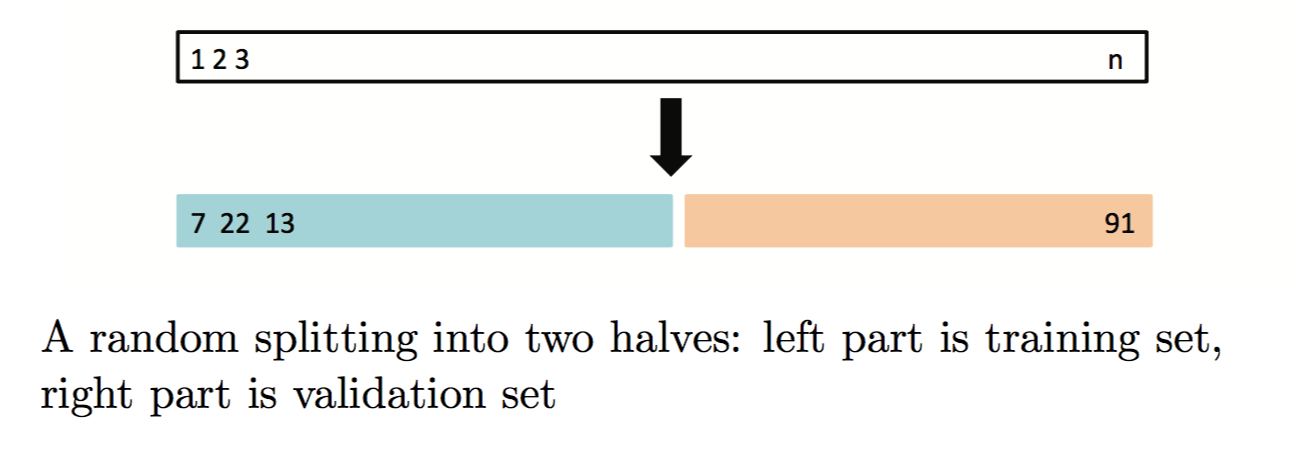 1 2 3 n
7 22 13 91
A random splitting into two halves: left part is training set,
right part is validation set